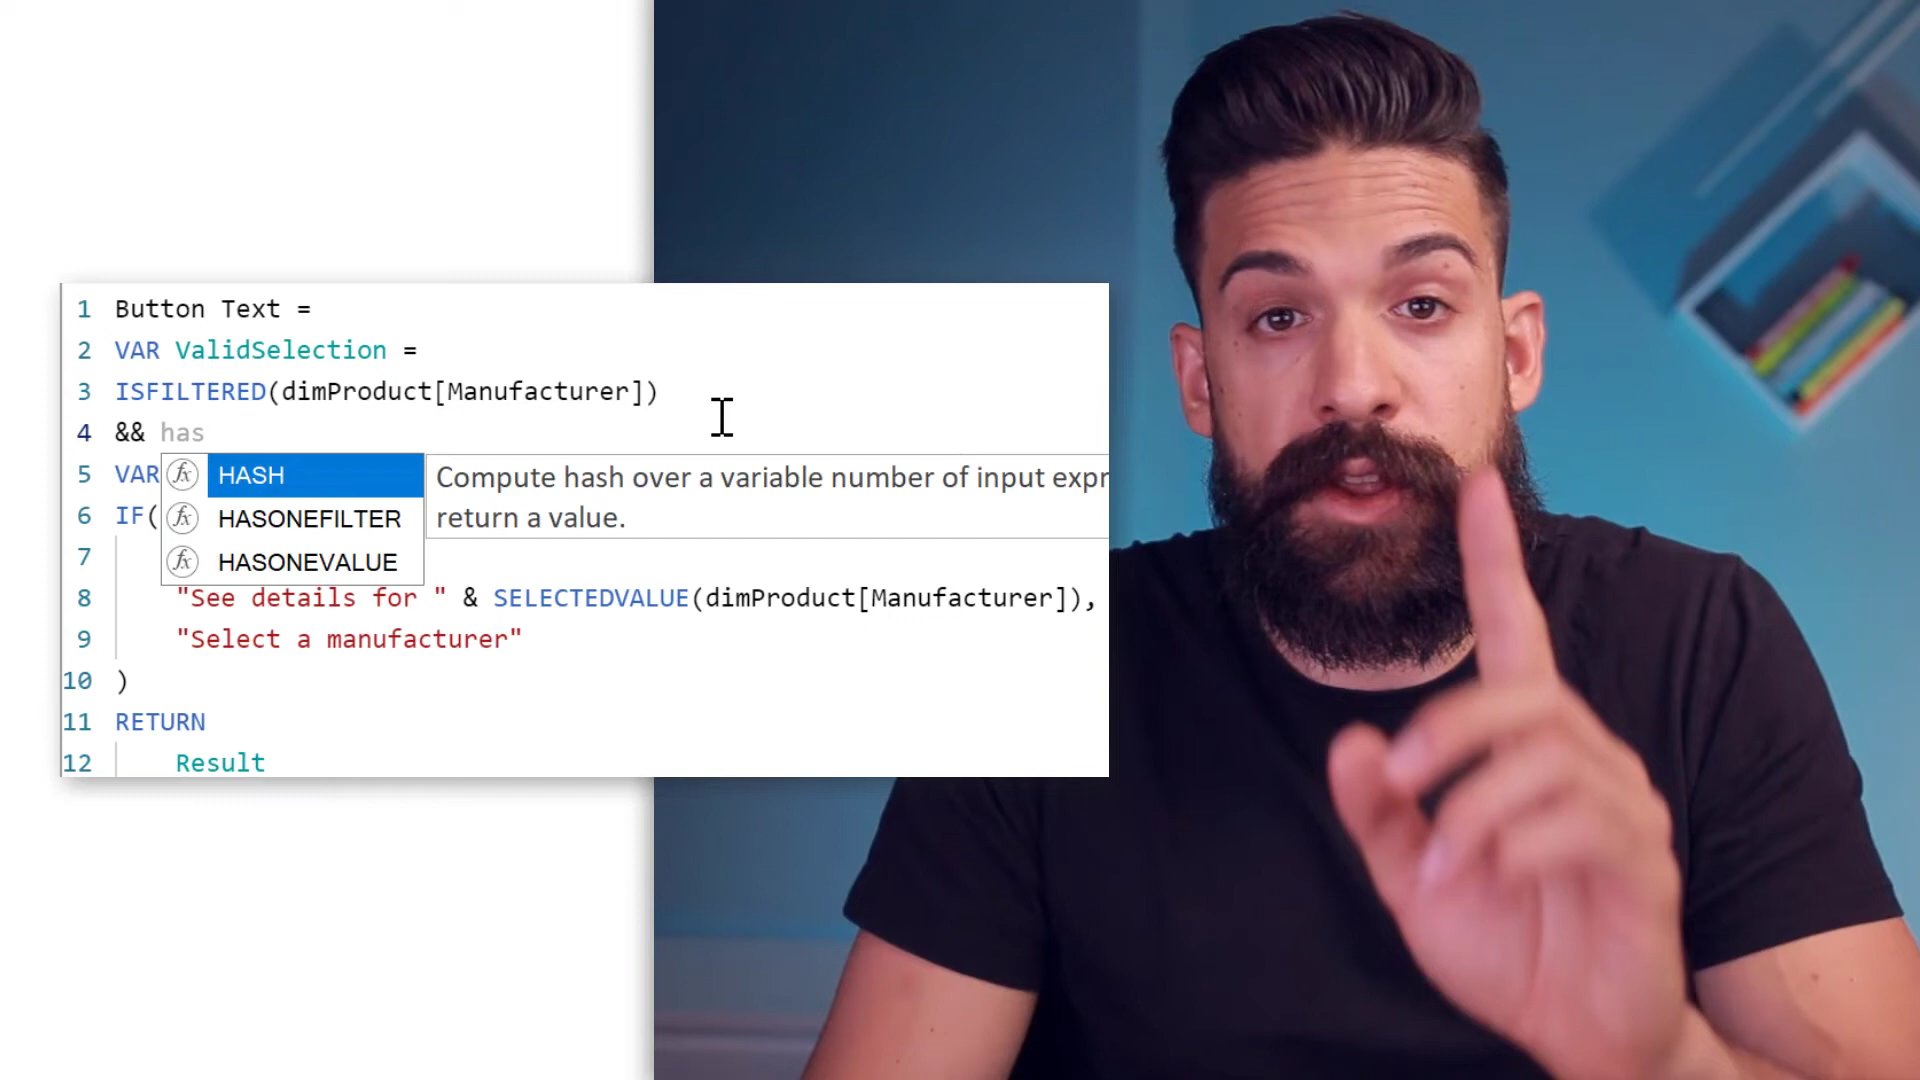 1 Button Text =
2 VAR ValidSelection =
3 ISFILTERED(dimProduct[Manufacturer])
4 && has
5 VAR
HASH
Compute hash over a variable number of input expr
return a value.
6 IF(
HASONEFILTER
7
HASONEVALUE
8 "See details for " & SELECTEDVALUE(dimProduct[Manufacturer]),
9 "Select a manufacturer"
10 )
11 RETURN
12 Result